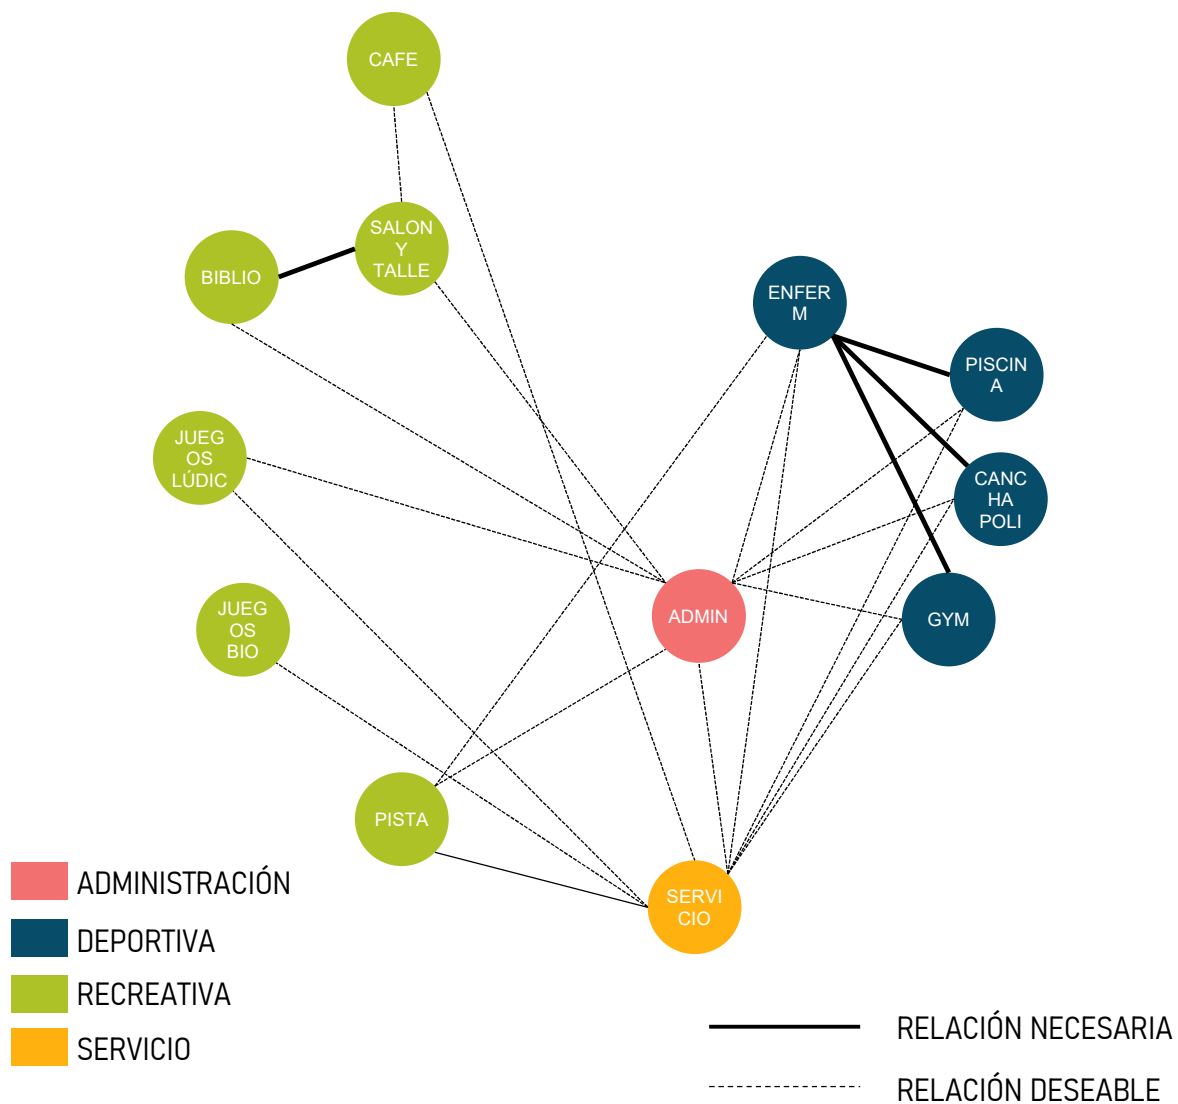 CAFE
SALON
Y
TALLE
BIBLIO
ENFER
M
PISCIN
A
JUEG
OS
LÚDIC
CANC
HA
POLI
JUEG
OS
BIO
ADMIN
GYM
PISTA
SERVI
CIO
ADMINISTRACIÓN
DEPORTIVA
RECREATIVA
SERVICIO
RELACIÓN NECESARIA
RELACIÓN DESEABLE